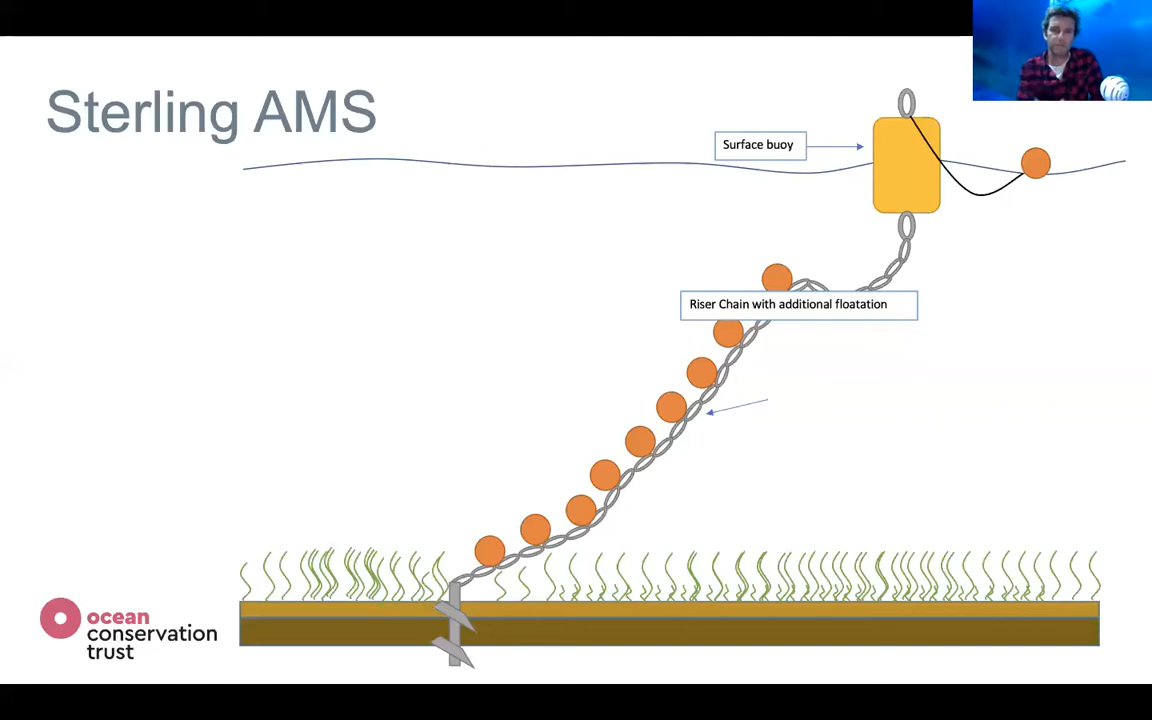 Sterling AMS
Surface buoy
Riser Chain with additional floatation
ocean
conservation
trust